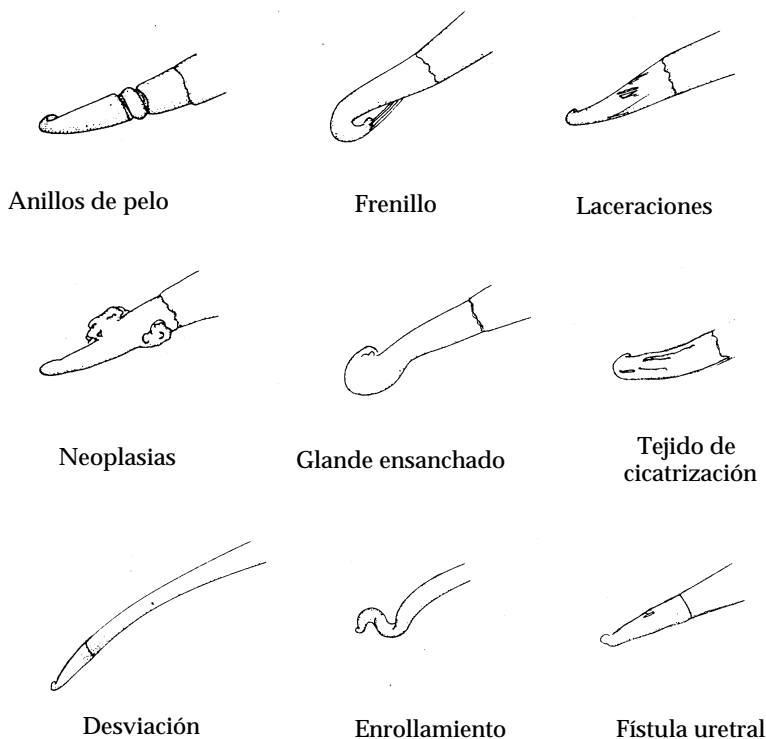 Anillos de pelo
Frenillo
Laceraciones
Neoplasias
Glande ensanchado
Tejido de
cicatrización
Desviación
Enrollamiento
Fístula uretral